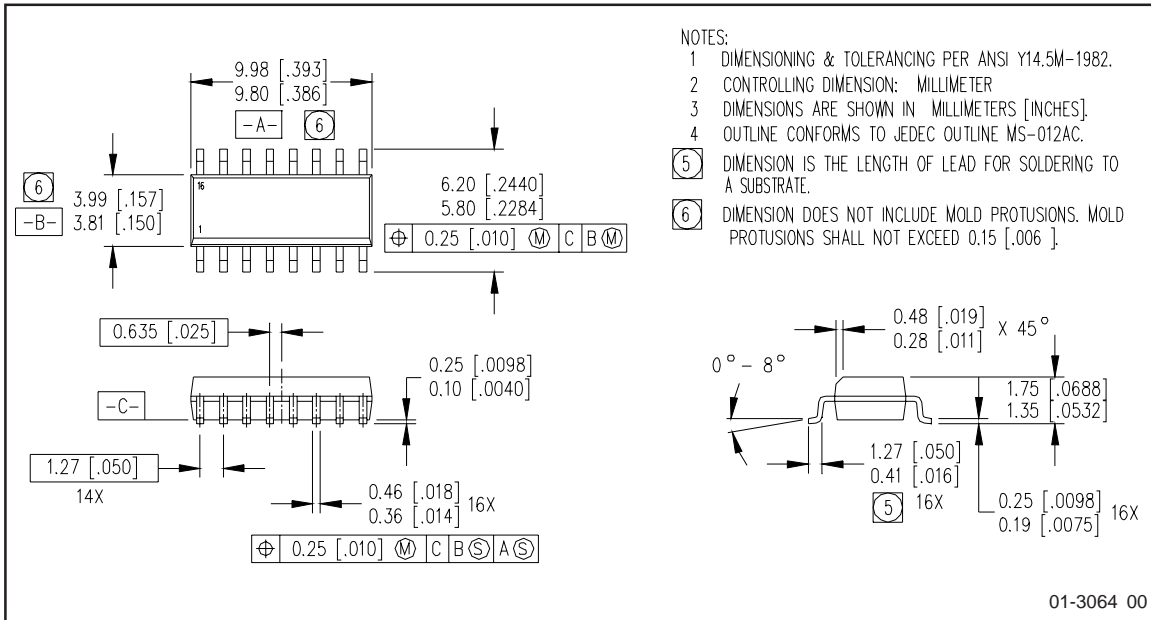 9.98 [.393]
9.80 [.386]
-A- 6
6
3.99 [.157]
3.81 [.150]
-B-
16
1
6.20 [.2440]
5.80 [.2284]
⌖ 0.25 [.010] Ⓜ C B Ⓜ
NOTES:
1 DIMENSIONING & TOLERANCING PER ANSI Y14.5M-1982.
2 CONTROLLING DIMENSION: MILLIMETER
3 DIMENSIONS ARE SHOWN IN MILLIMETERS [INCHES].
4 OUTLINE CONFORMS TO JEDEC OUTLINE MS-012AC.
5 DIMENSION IS THE LENGTH OF LEAD FOR SOLDERING TO
A SUBSTRATE.
6 DIMENSION DOES NOT INCLUDE MOLD PROTUSIONS. MOLD
PROTUSIONS SHALL NOT EXCEED 0.15 [.006 ].
0.635 [.025]
0.25 [.0098]
0.10 [.0040]
-C-
1.27 [.050]
14X
0.46 [.018]
0.36 [.014] 16X
⌖ 0.25 [.010] Ⓜ C B Ⓢ A Ⓢ
0.48 [.019]
0.28 [.011] X 45°
0° - 8°
1.75 [.0688]
1.35 [.0532]
1.27 [.050]
0.41 [.016]
5 16X
0.25 [.0098]
0.19 [.0075] 16X
01-3064 00